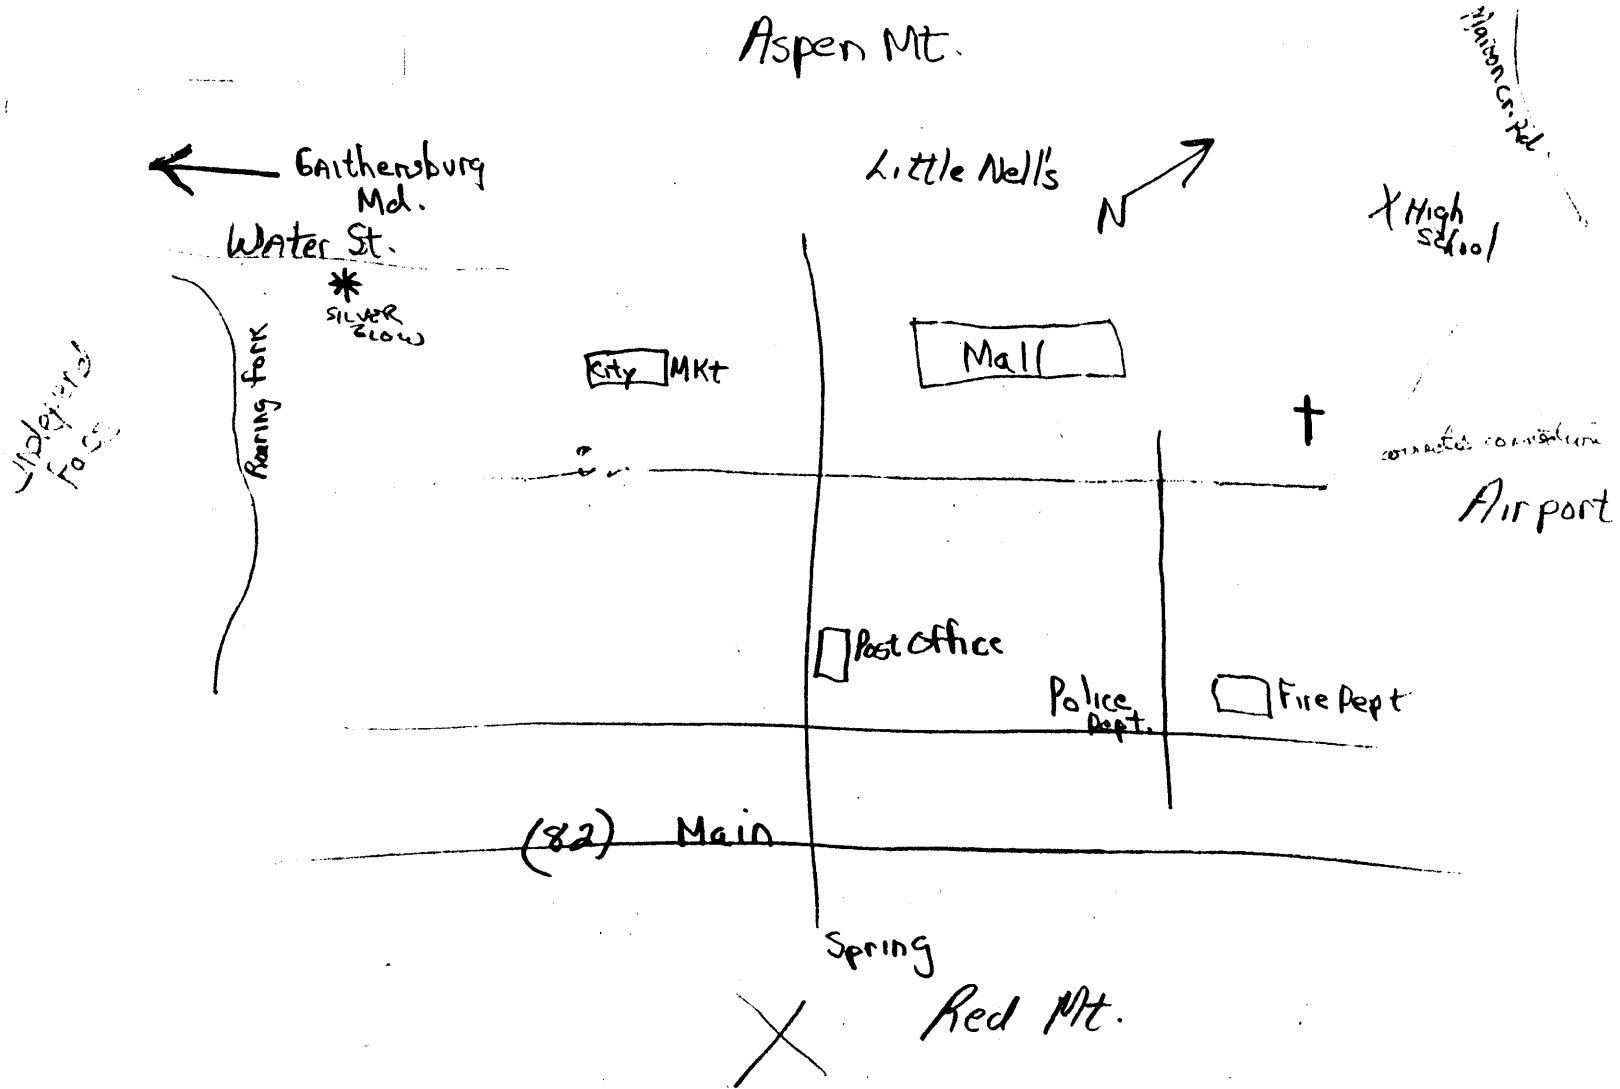 Aspen Mt.
Gaithersburg
Md.
Little Nell's
N
X High
School
Water St.
SILVER
GLOW
Roaring Fork
City MKt
Mall
Airport
Post Office
Police
Dept.
Fire Dept
(82) Main
Spring
Red Mt.